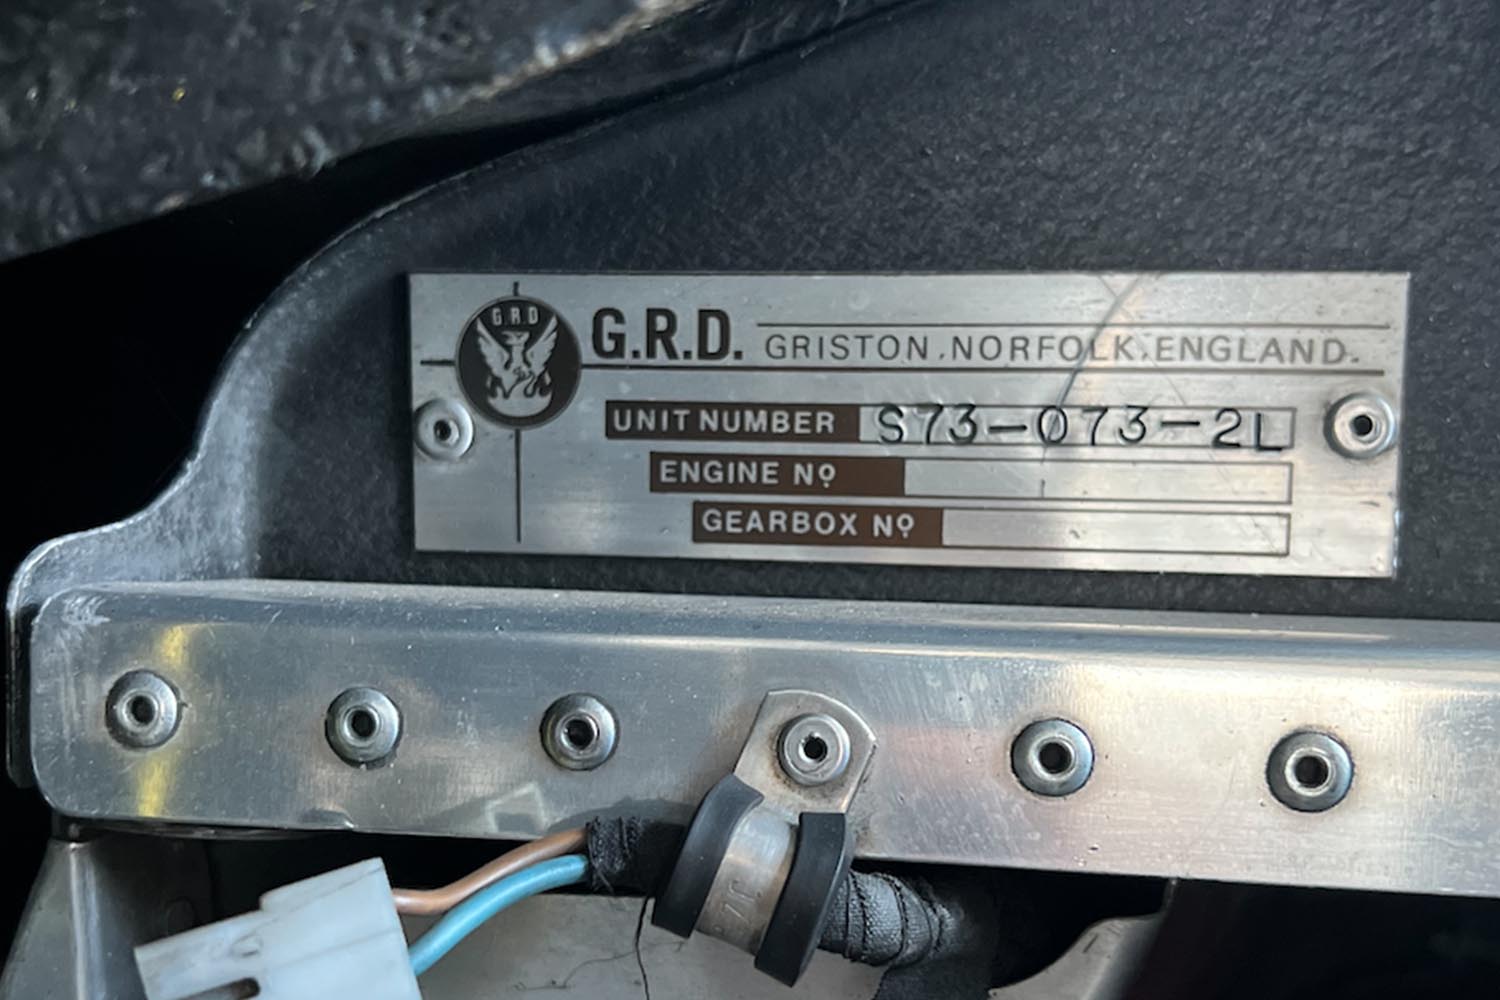 G.R.D
G.R.D. GRISTON, NORFOLK, ENGLAND.
UNIT NUMBER S73-073-2L
ENGINE Nº
GEARBOX Nº